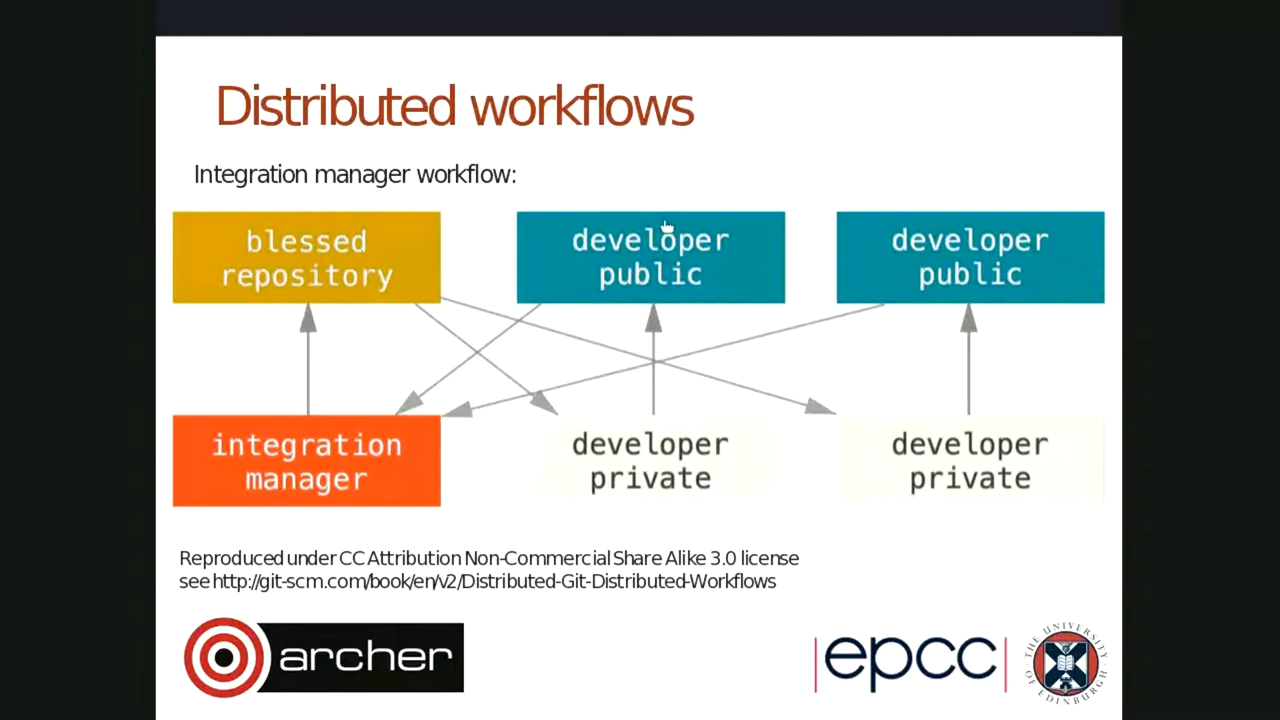 Distributed workflows
Integration manager workflow:
blessed
repository
developer
public
developer
public
integration
manager
developer
private
developer
private
Reproduced under CC Attribution Non-Commercial Share Alike 3.0 license
see http://git-scm.com/book/en/v2/Distributed-Git-Distributed-Workflows
archer
|epcc|
THE UNIVERSITY
OF EDINBURGH